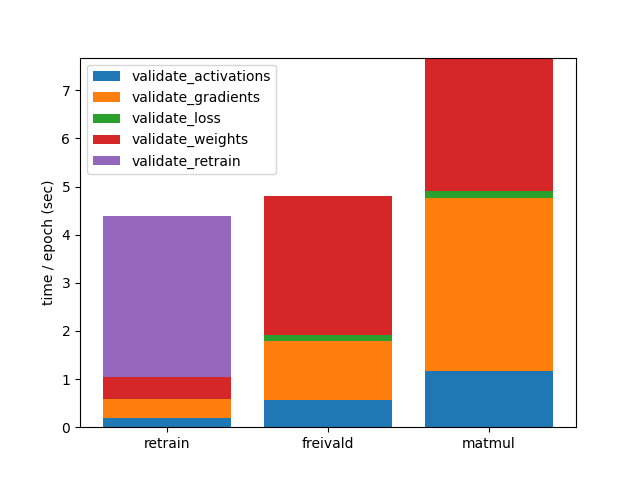 validate_activations
validate_gradients
validate_loss
validate_weights
validate_retrain
time / epoch (sec)
7
6
5
4
3
2
1
0
retrain freivald matmul